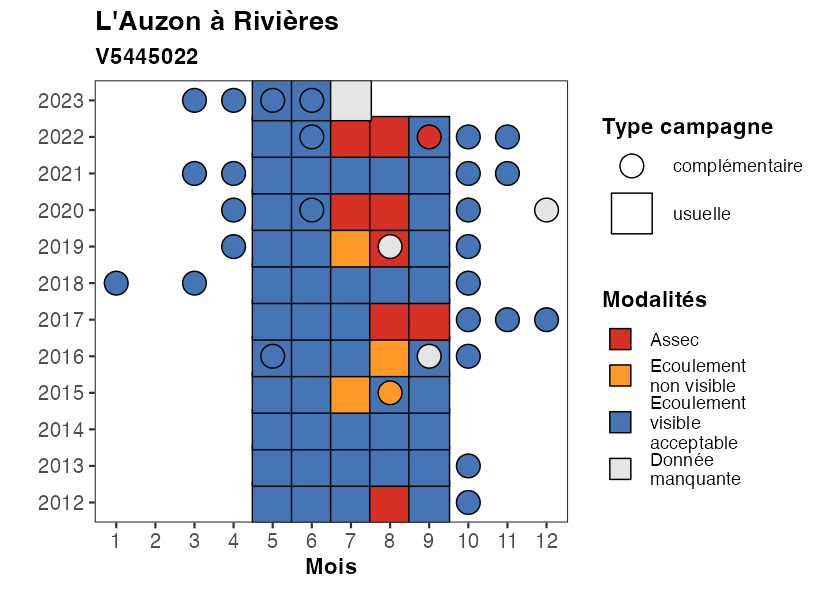 L'Auzon à Rivières
V5445022
2023
2022
2021
2020
2019
2018
2017
2016
2015
2014
2013
2012
1 2 3 4 5 6 7 8 9 10 11 12
Mois
Type campagne
complémentaire
usuelle
Modalités
Assec
Ecoulement
non visible
Ecoulement
visible
acceptable
Donnée
manquante